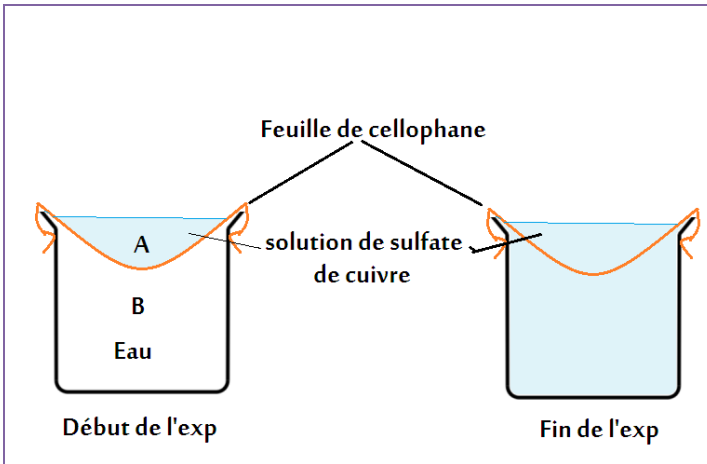 Feuille de cellophane
A
solution de sulfate
de cuivre
B
Eau
Début de l'exp
Fin de l'exp